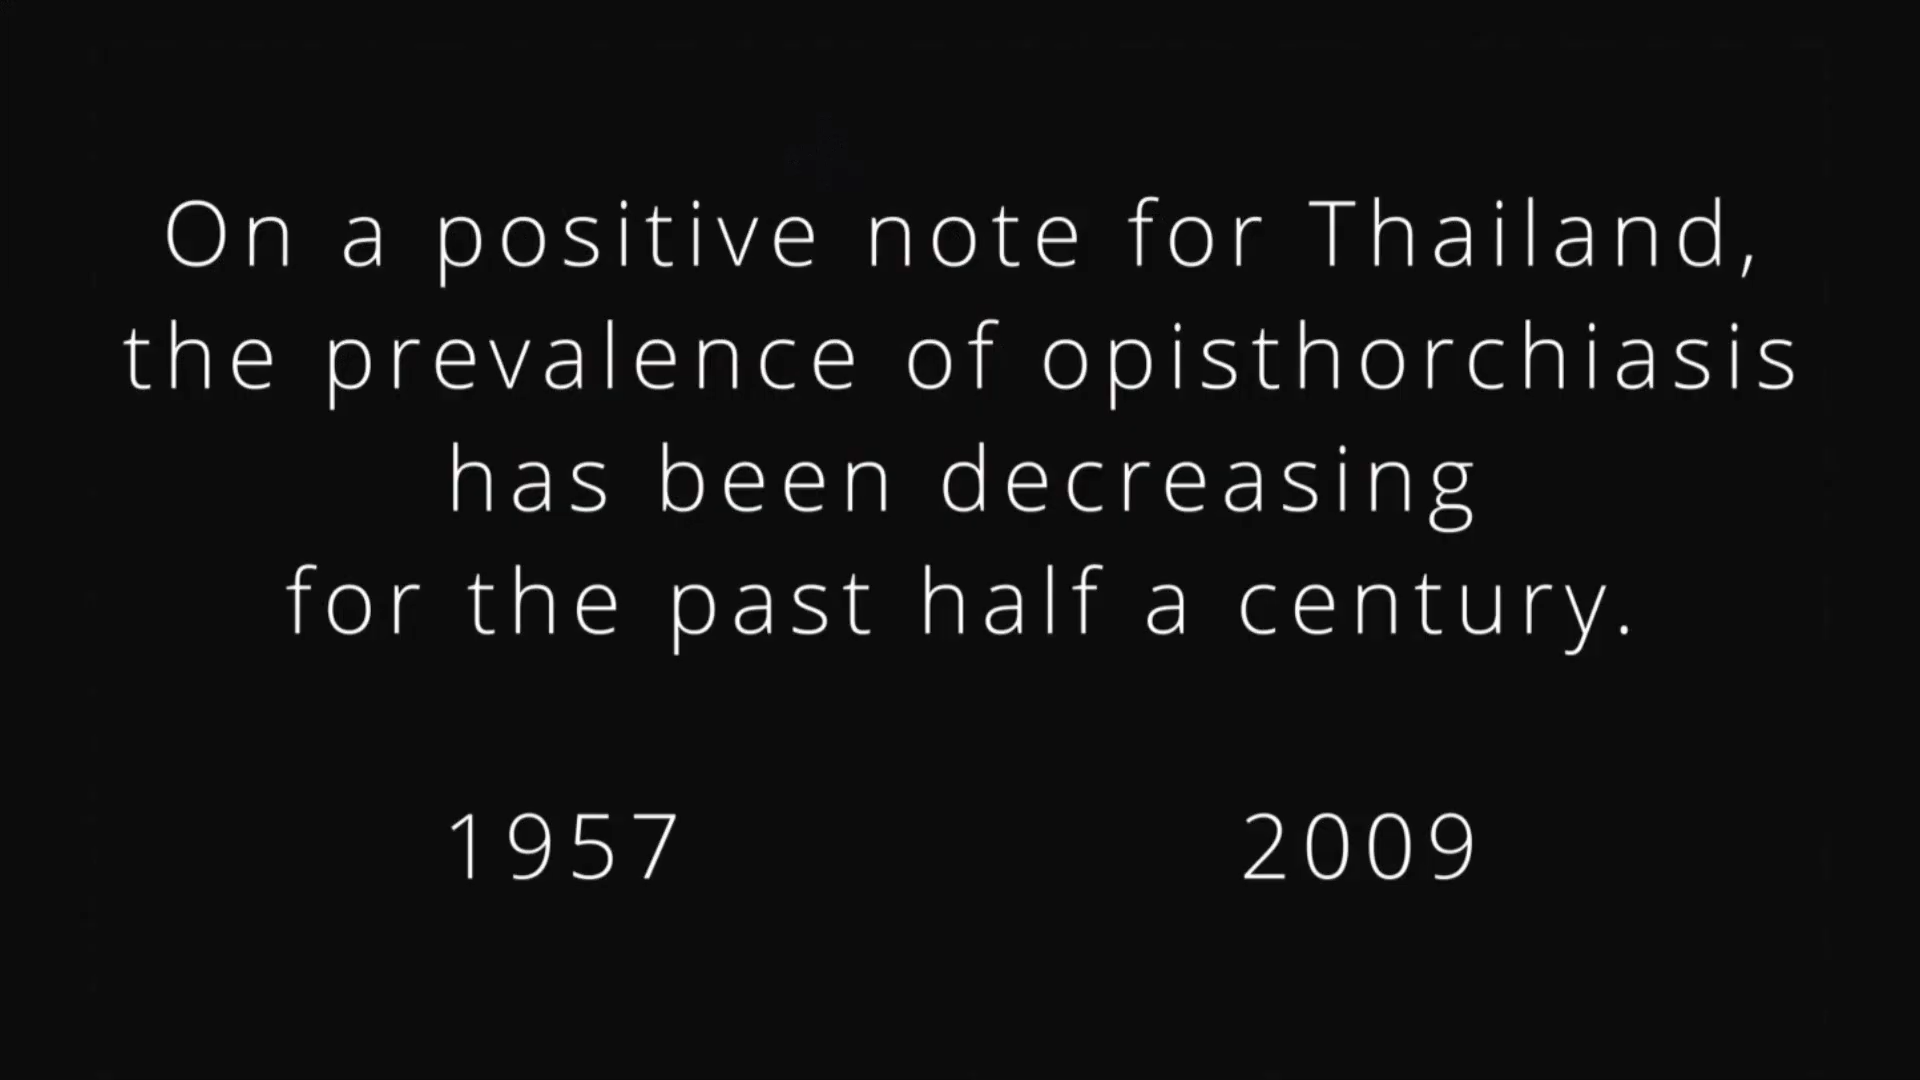 On a positive note for Thailand,
the prevalence of opisthorchiasis
has been decreasing
for the past half a century.
1957 2009